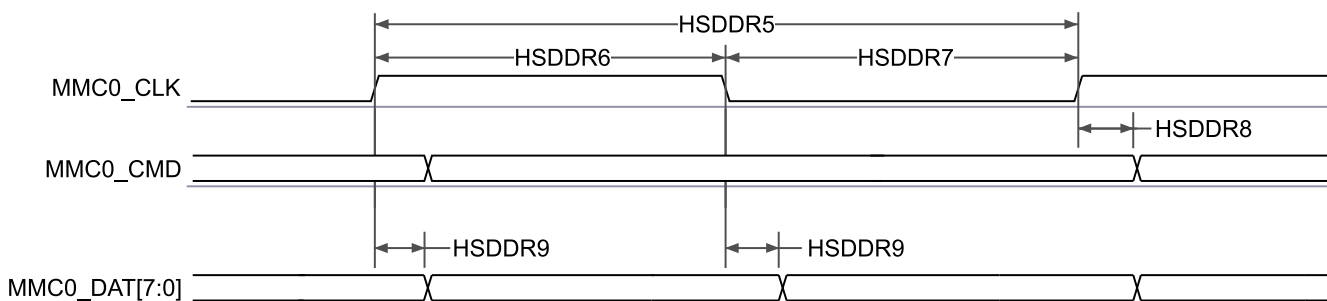 HSDDR5
HSDDR6
HSDDR7
MMC0_CLK
HSDDR8
MMC0_CMD
HSDDR9
HSDDR9
MMC0_DAT[7:0]